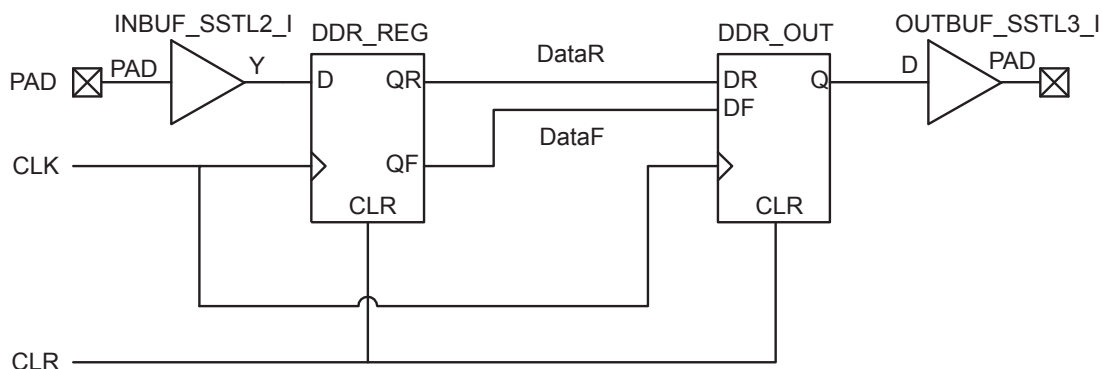 INBUF_SSTL2_I
DDR_REG
DDR_OUT
OUTBUF_SSTL3_I
PAD
PAD
Y
D
QR
DataR
DR
Q
D
PAD
DF
DataF
CLK
QF
CLR
CLR
CLR